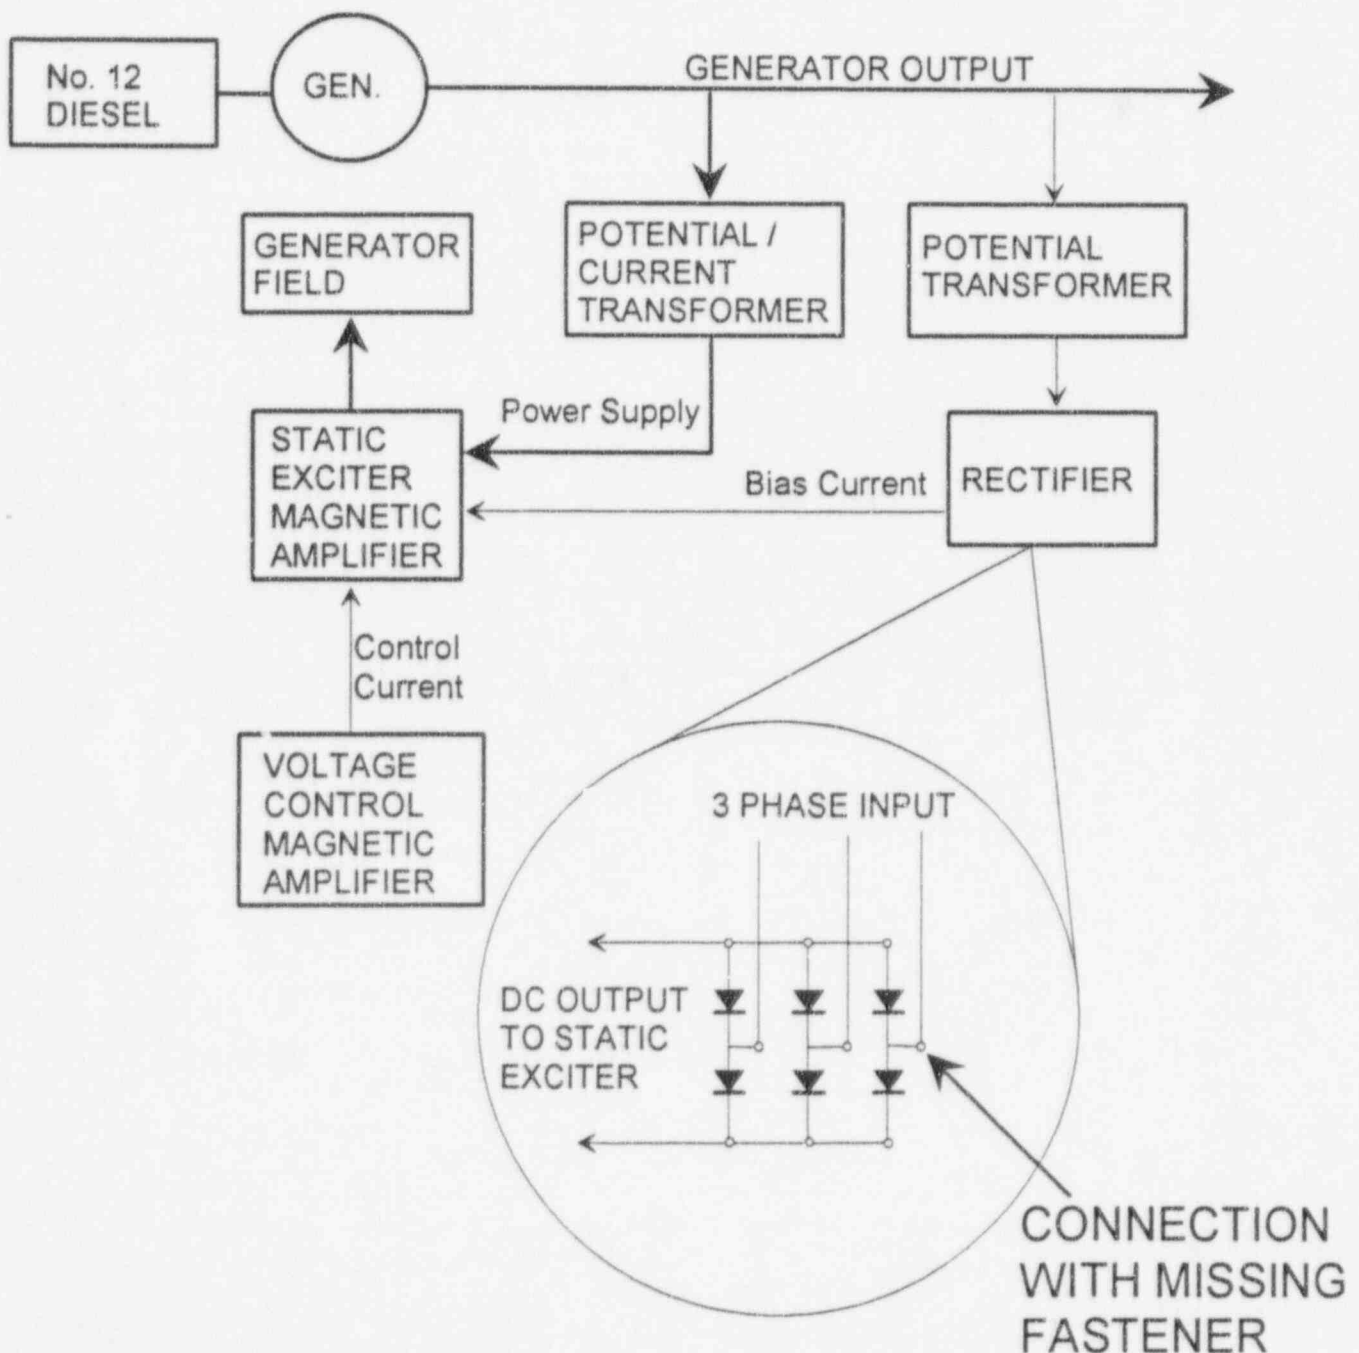 No. 12
DIESEL
GEN.
GENERATOR OUTPUT
GENERATOR
FIELD
POTENTIAL /
CURRENT
TRANSFORMER
POTENTIAL
TRANSFORMER
Power Supply
STATIC
EXCITER
MAGNETIC
AMPLIFIER
Bias Current
RECTIFIER
Control
Current
VOLTAGE
CONTROL
MAGNETIC
AMPLIFIER
3 PHASE INPUT
DC OUTPUT
TO STATIC
EXCITER
CONNECTION
WITH MISSING
FASTENER